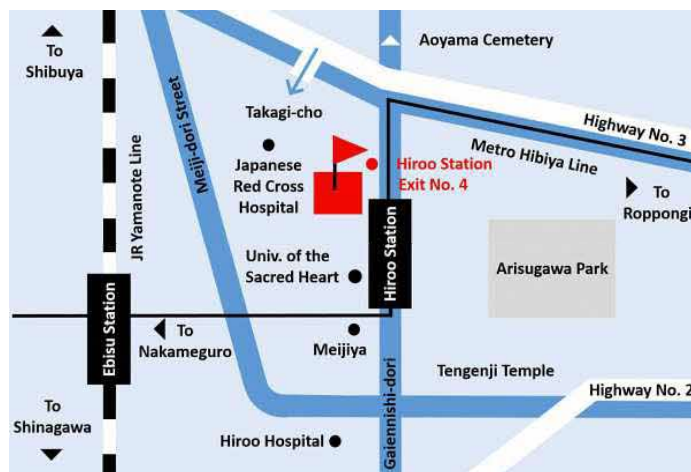 To
Shibuya
Aoyama Cemetery
Takagi-cho
Highway No. 3
Metro Hibiya Line
Meiji-dori Street
JR Yamanote Line
Japanese
Red Cross
Hospital
Hiroo Station
Exit No. 4
To
Roppongi
Hiroo Station
Univ. of the
Sacred Heart
Arisugawa Park
Ebisu Station
To
Nakameguro
Meijiya
Gaiennishi-dori
Tengenji Temple
Highway No. 2
To
Shinagawa
Hiroo Hospital